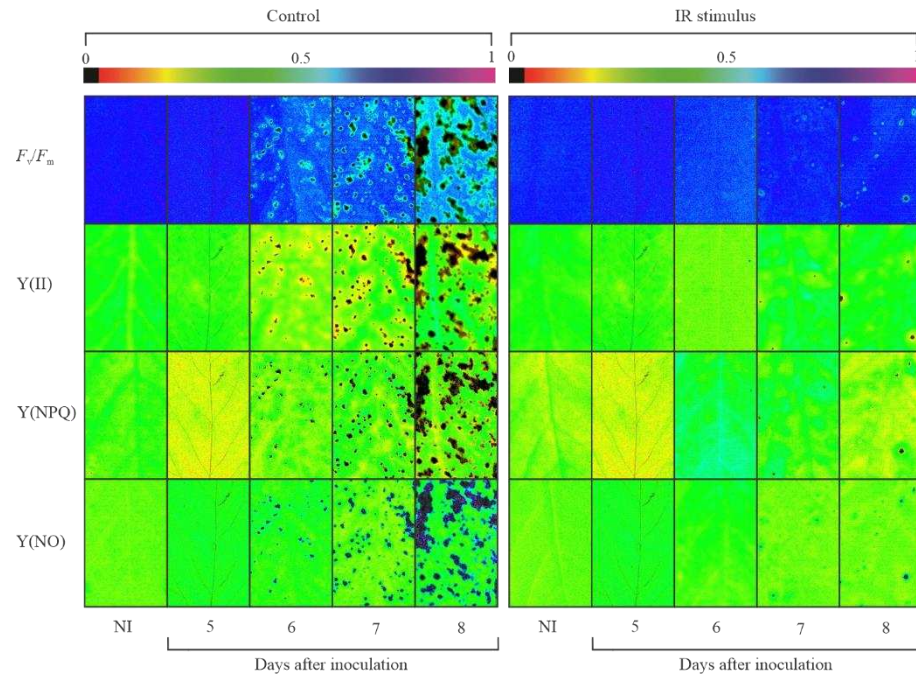 Control IR stimulus
0 0.5 1 0 0.5 1
Fv/Fm
Y(II)
Y(NPQ)
Y(NO)
NI 5 6 7 8 NI 5 6 7 8
Days after inoculation Days after inoculation